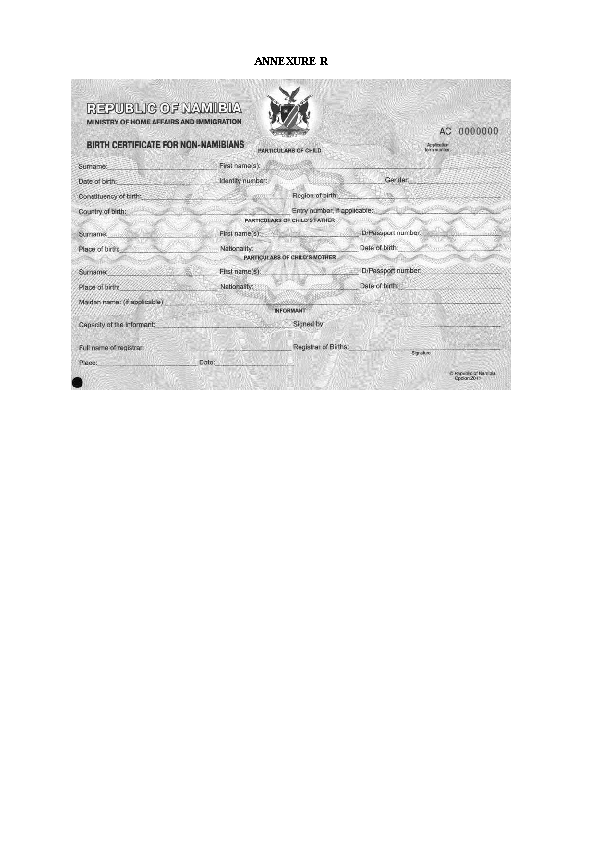 ANNEXURE R
REPUBLIC OF NAMIBIA
MINISTRY OF HOME AFFAIRS AND IMMIGRATION
AC 0000000
BIRTH CERTIFICATE FOR NON-NAMIBIANS
Application
PARTICULARS OF CHILD
Surname: First name(s):
Date of birth: Identity number: Gender:
Constituency of birth: Region of birth:
Country of birth: Entry number, if applicable:
PARTICULARS OF CHILD'S FATHER
Surname: First name(s): ID/Passport number:
Place of birth: Nationality: Date of birth:
PARTICULARS OF CHILD'S MOTHER
Surname: First name(s): ID/Passport number:
Place of birth: Nationality: Date of birth:
Maiden name: (if applicable)
INFORMANT
Capacity of the informant: Signed by
Full name of registrar: Registrar of Births:
Signature
Place: Date:
© Republic of Namibia